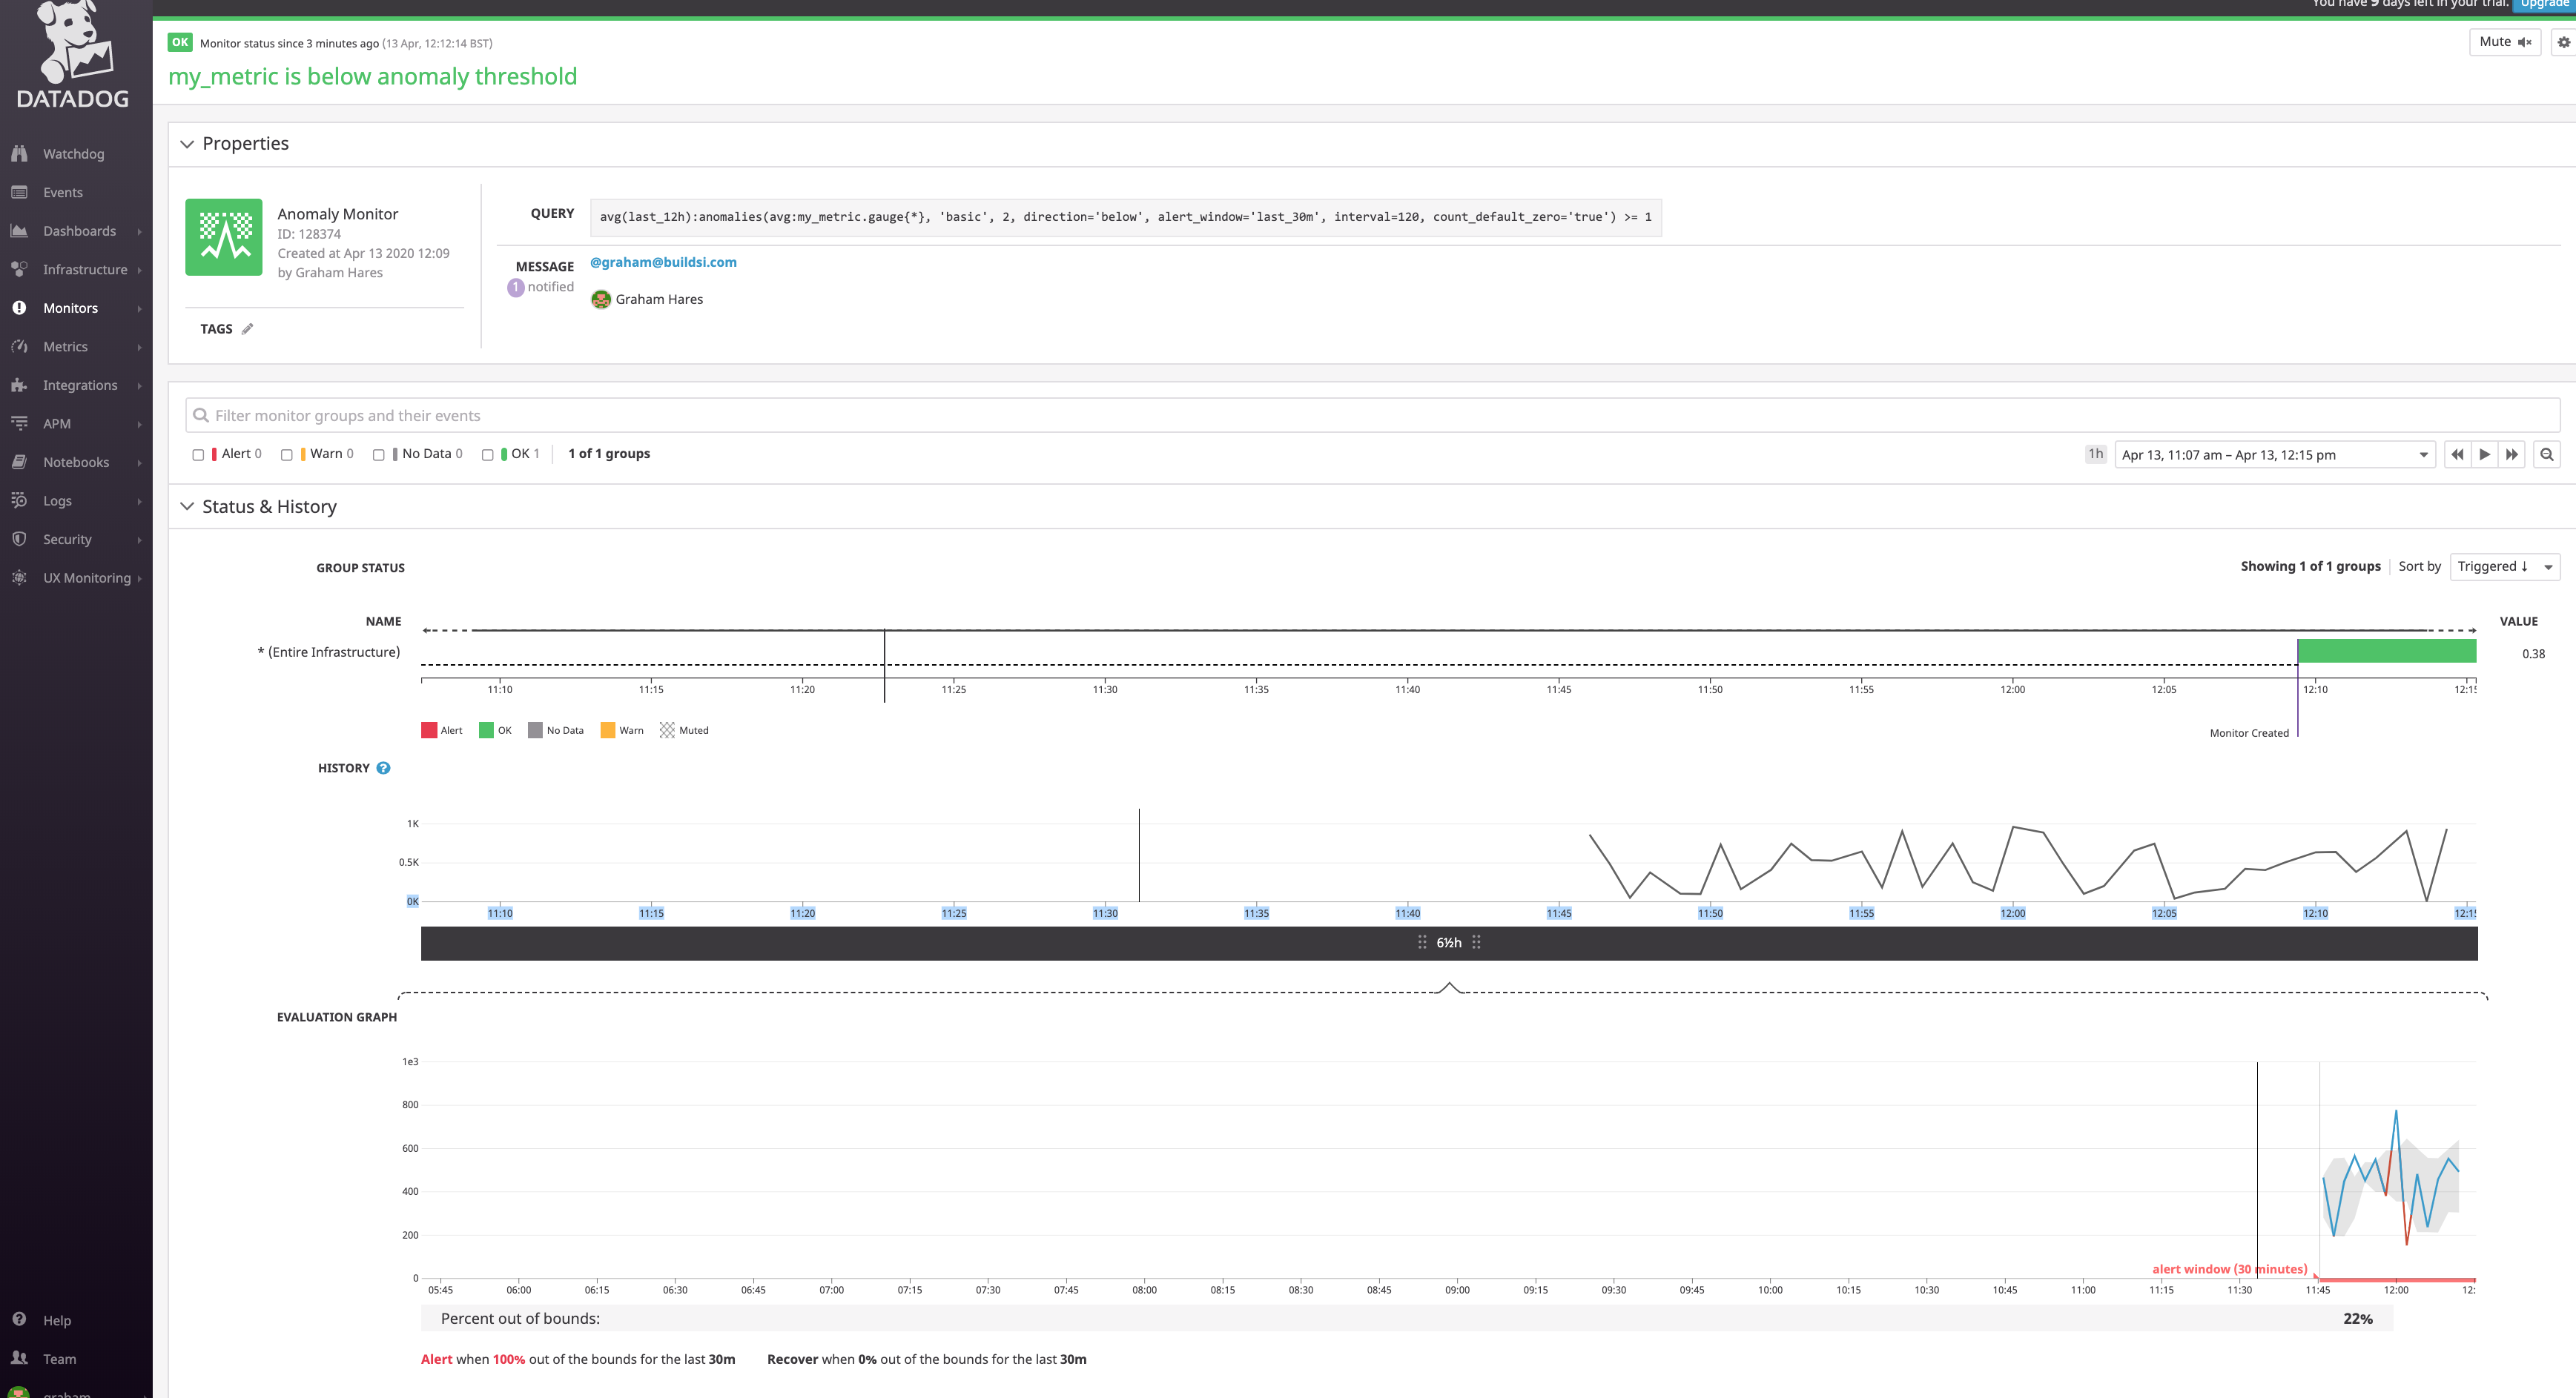 You have 9 days left in your trial. Upgrade
DATADOG
Watchdog
Events
Dashboards
Infrastructure
Monitors
Metrics
Integrations
APM
Notebooks
Logs
Security
UX Monitoring
Help
Team
graham
OK Monitor status since 3 minutes ago (13 Apr, 12:12:14 BST)
Mute
my_metric is below anomaly threshold
Properties
Anomaly Monitor
ID: 128374
Created at Apr 13 2020 12:09
by Graham Hares
TAGS
QUERY avg(last_12h):anomalies(avg:my_metric.gauge{*}, 'basic', 2, direction='below', alert_window='last_30m', interval=120, count_default_zero='true') >= 1
MESSAGE @graham@buildsi.com
1 notified
Graham Hares
Filter monitor groups and their events
Alert 0 Warn 0 No Data 0 OK 1 1 of 1 groups
1h Apr 13, 11:07 am – Apr 13, 12:15 pm
Status & History
GROUP STATUS
Showing 1 of 1 groups Sort by Triggered ↓
NAME VALUE
* (Entire Infrastructure) 0.38
11:10 11:15 11:20 11:25 11:30 11:35 11:40 11:45 11:50 11:55 12:00 12:05 12:10 12:15
Alert OK No Data Warn Muted
Monitor Created
HISTORY ?
1K
0.5K
0K
11:10 11:15 11:20 11:25 11:30 11:35 11:40 11:45 11:50 11:55 12:00 12:05 12:10 12:15
6½h
EVALUATION GRAPH
1e3
800
600
400
200
0
alert window (30 minutes)
05:45 06:00 06:15 06:30 06:45 07:00 07:15 07:30 07:45 08:00 08:15 08:30 08:45 09:00 09:15 09:30 09:45 10:00 10:15 10:30 10:45 11:00 11:15 11:30 11:45 12:00 12:
Percent out of bounds: 22%
Alert when 100% out of the bounds for the last 30m Recover when 0% out of the bounds for the last 30m